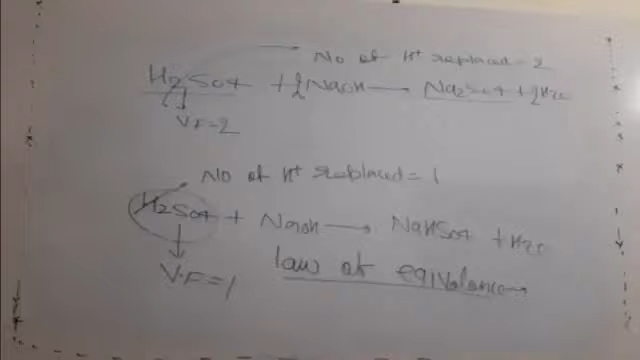 No of H+ replaced = 2
H2SO4 + 2NaOH → Na2SO4 + 2H2O
V.F = 2
No of H+ replaced = 1
H2SO4 + NaOH → NaHSO4 + H2O
V.F = 1
law of equivalance